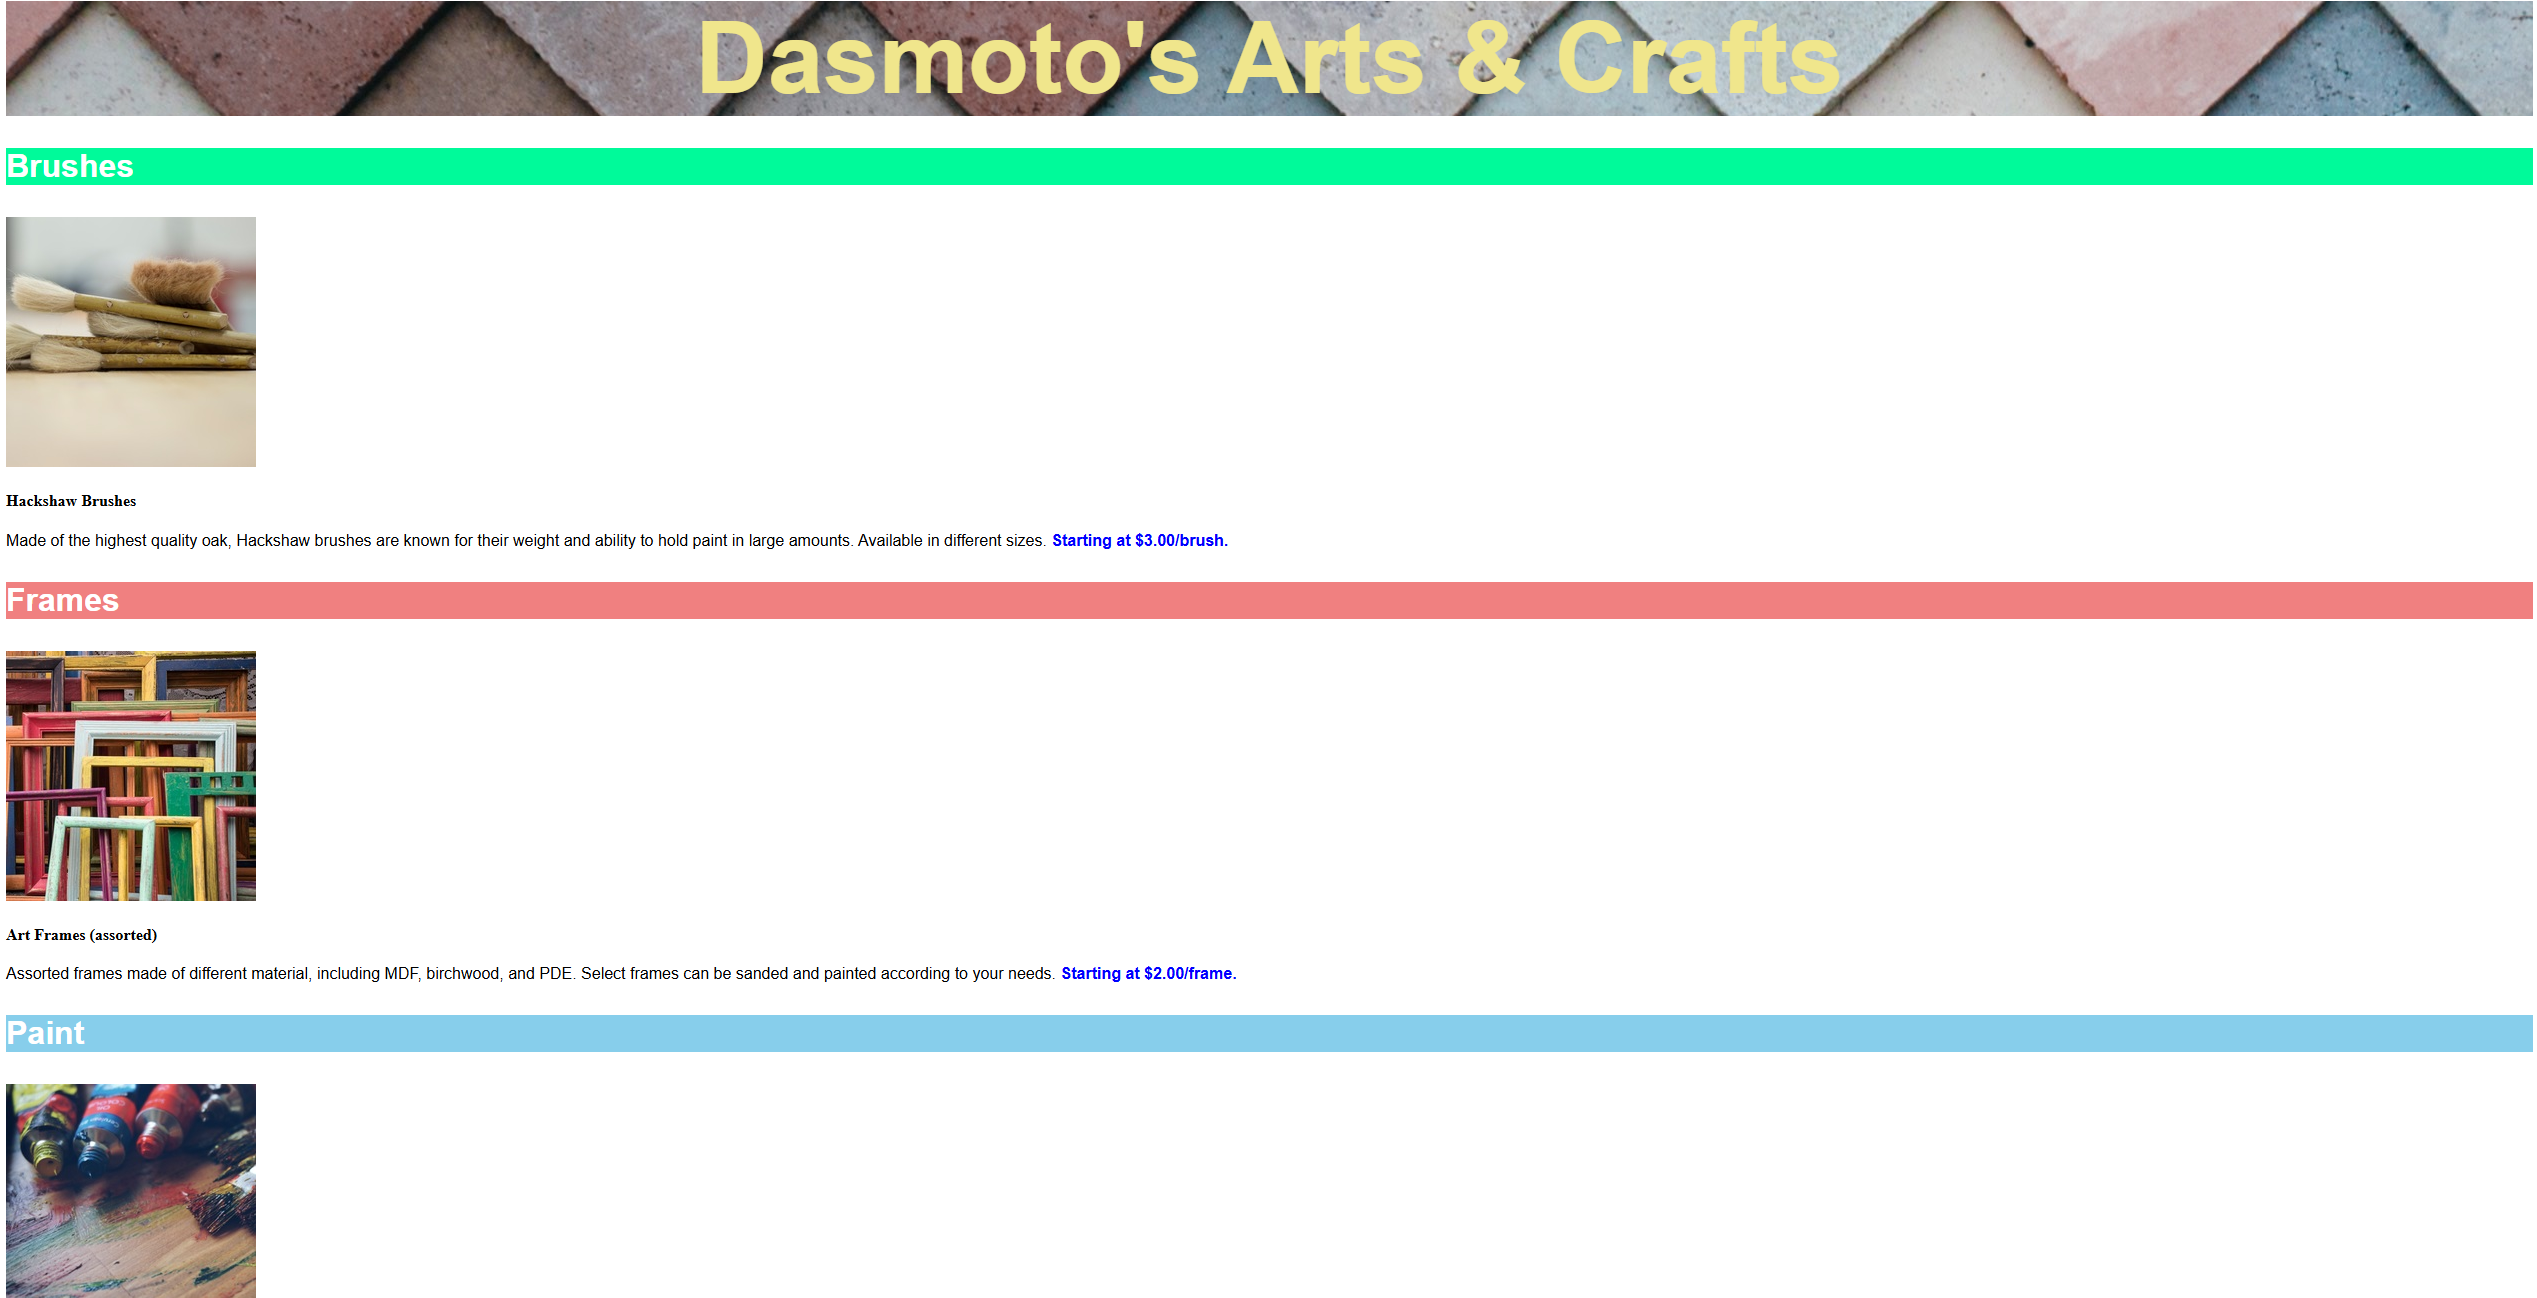 Dasmoto's Arts & Crafts
Brushes
Hackshaw Brushes
Made of the highest quality oak, Hackshaw brushes are known for their weight and ability to hold paint in large amounts. Available in different sizes. Starting at $3.00/brush.
Frames
Art Frames (assorted)
Assorted frames made of different material, including MDF, birchwood, and PDE. Select frames can be sanded and painted according to your needs. Starting at $2.00/frame.
Paint